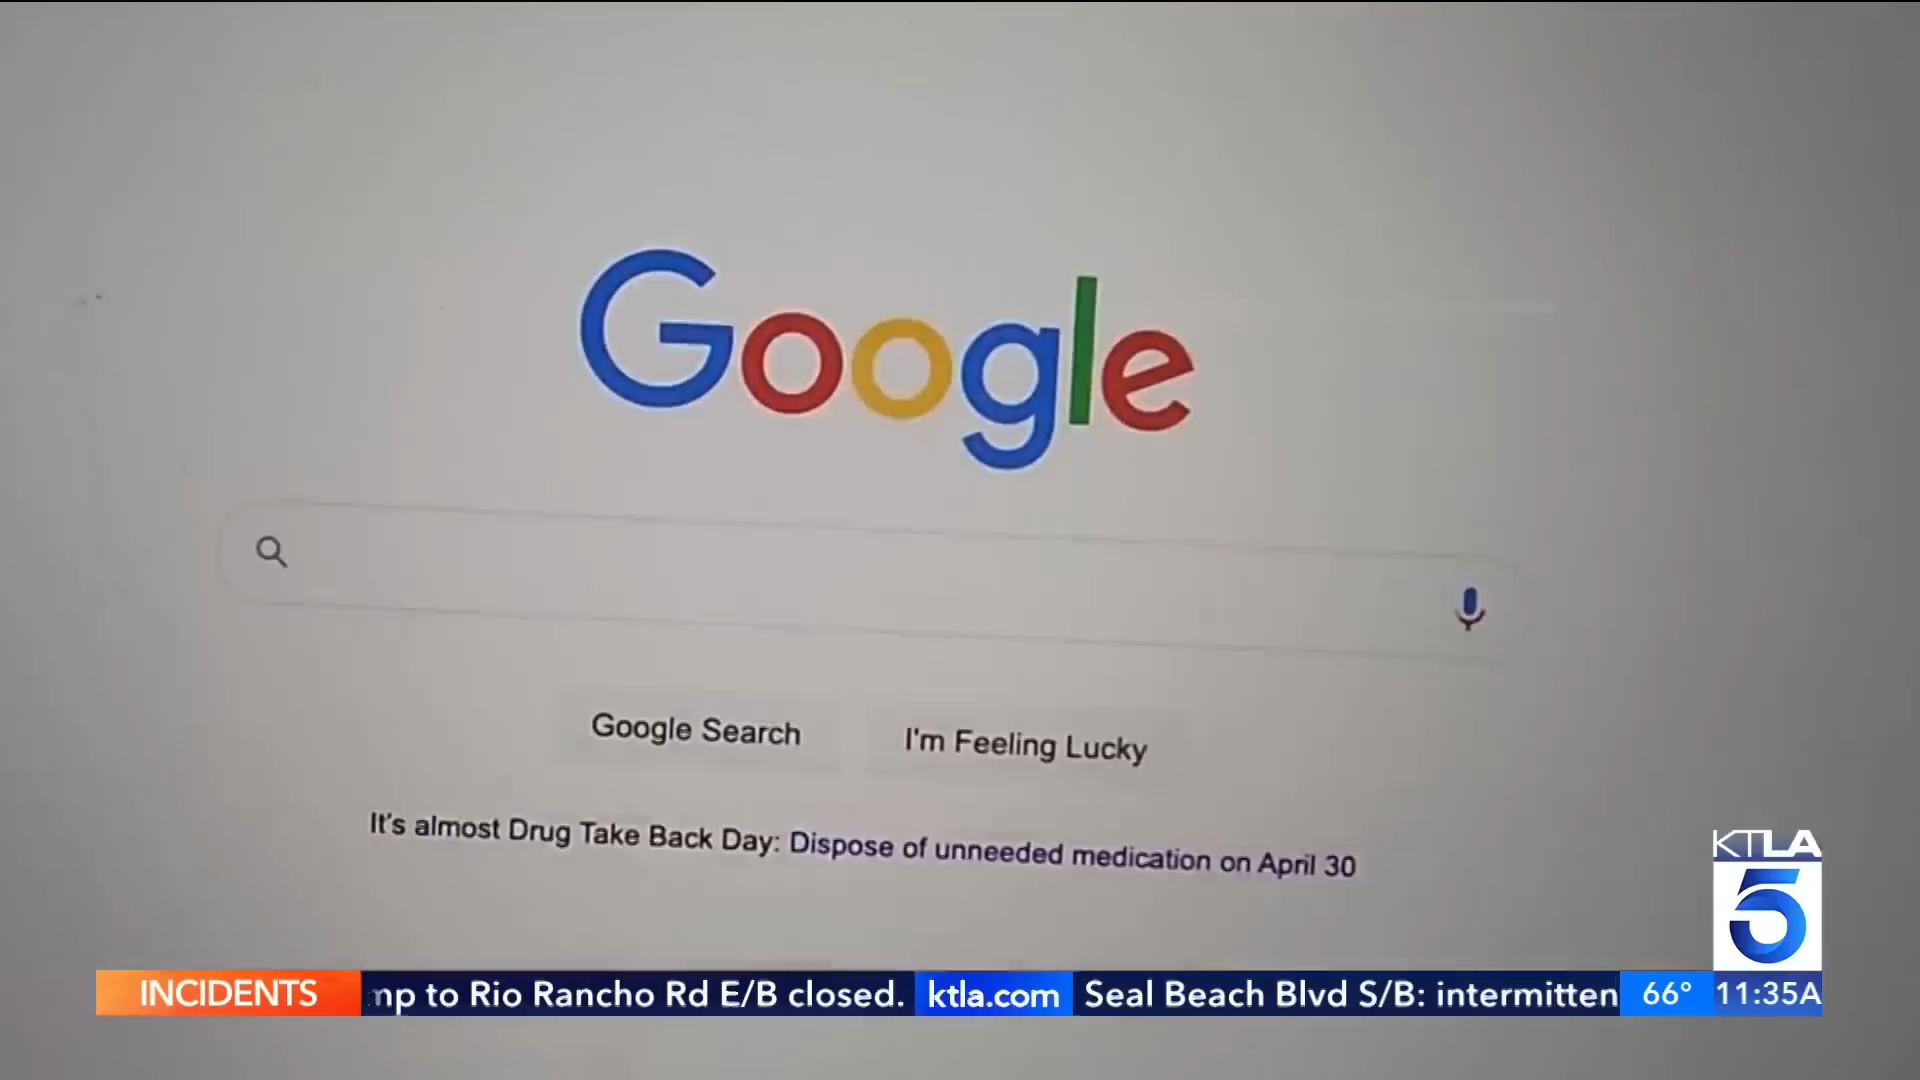 Google
Google Search
I'm Feeling Lucky
It's almost Drug Take Back Day: Dispose of unneeded medication on April 30
KTLA
5
INCIDENTS
to Rio Rancho Rd E/B closed.
ktla.com
Seal Beach Blvd S/B: intermitten
66°
11:35A